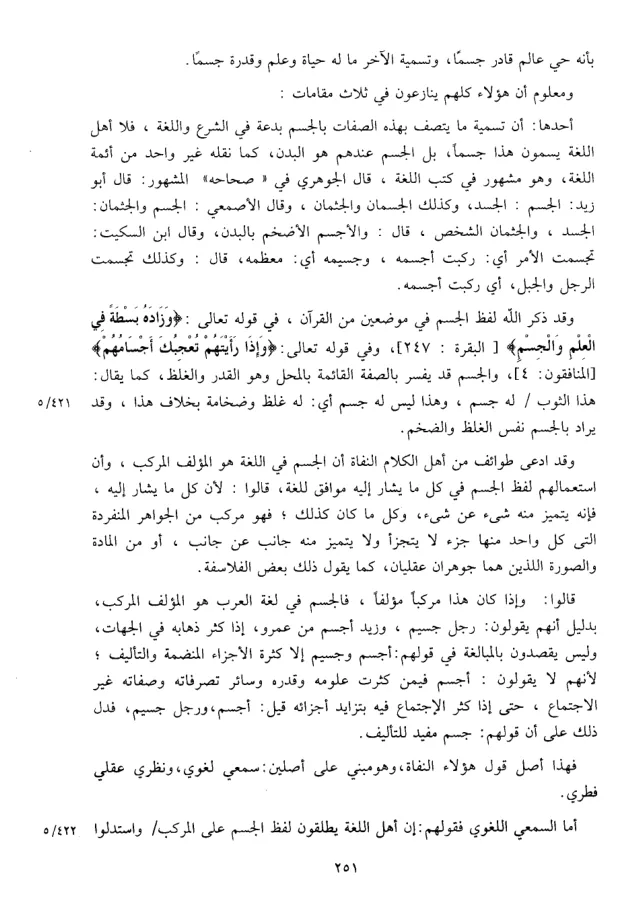 بأنه حي عالم قادر جسمًا، وتسمية الآخر ما له حياة وعلم وقدرة جسمًا.
ومعلوم أن هؤلاء كلهم ينازعون في ثلاث مقامات :
أحدها: أن تسمية ما يتصف بهذه الصفات بالجسم بدعة في الشرع واللغة ، فلا أهل
اللغة يسمون هذا جسماً، بل الجسم عندهم هو البدن، كما نقله غير واحد من أئمة
اللغة، وهو مشهور في كتب اللغة ، قال الجوهري في « صحاحه» المشهور: قال أبو
زيد: الجسم : الجسد، وكذلك الجسمان والجثمان ، وقال الأصمعي : الجسم والجثمان:
الجسد ، والجثمان الشخص ، قال : والأجسم الأضخم بالبدن، وقال ابن السكيت:
تجسمت الأمر أي: ركبت أجسمه ، وجسيمه أي: معظمه، قال : وكذلك تجسمت
الرجل والجبل، أي ركبت أجسمه.
وقد ذكر الله لفظ الجسم في موضعين من القرآن ، في قوله تعالى :﴿وَزَادَهُ بَسْطَةً فِي
الْعِلْمِ وَالْجِسْمِ﴾ [ البقرة : ٢٤٧]، وفي قوله تعالى:﴿وَإِذَا رَأَيْتَهُمْ تُعْجِبُكَ أَجْسَامُهُمْ﴾
[المنافقون: ٤]، والجسم قد يفسر بالصفة القائمة بالمحل وهو القدر والغلظ، كما يقال:
هذا الثوب / له جسم ، وهذا ليس له جسم أي: له غلظ وضخامة بخلاف هذا ، وقد ٥/٤٢١
يراد بالجسم نفس الغلظ والضخم.
وقد ادعى طوائف من أهل الكلام النفاة أن الجسم في اللغة هو المؤلف المركب ، وأن
استعمالهم لفظ الجسم في كل ما يشار إليه موافق للغة، قالوا : لأن كل ما يشار إليه ،
فإنه يتميز منه شىء عن شىء، وكل ما كان كذلك ؛ فهو مركب من الجواهر المنفردة
التى كل واحد منها جزء لا يتجزأ ولا يتميز منه جانب عن جانب ، أو من المادة
والصورة اللذين هما جوهران عقليان، كما يقول ذلك بعض الفلاسفة.
قالوا: وإذا كان هذا مركباً مؤلفاً ، فالجسم في لغة العرب هو المؤلف المركب،
بدليل أنهم يقولون: رجل جسيم ، وزيد أجسم من عمرو، إذا كثر ذهابه في الجهات،
وليس يقصدون بالمبالغة في قولهم:أجسم وجسيم إلا كثرة الأجزاء المنضمة والتأليف ؛
لأنهم لا يقولون : أجسم فيمن كثرت علومه وقدره وسائر تصرفاته وصفاته غير
الاجتماع ، حتى إذا كثر الإجتماع فيه بتزايد أجزائه قيل: أجسم،ورجل جسيم، فدل
ذلك على أن قولهم: جسم مفيد للتأليف.
فهذا أصل قول هؤلاء النفاة،وهومبني على أصلين:سمعي لغوي،ونظري عقلي
فطري.
أما السمعي اللغوي فقولهم:إن أهل اللغة يطلقون لفظ الجسم على المركب/ واستدلوا ٥/٤٢٢
٢٥١